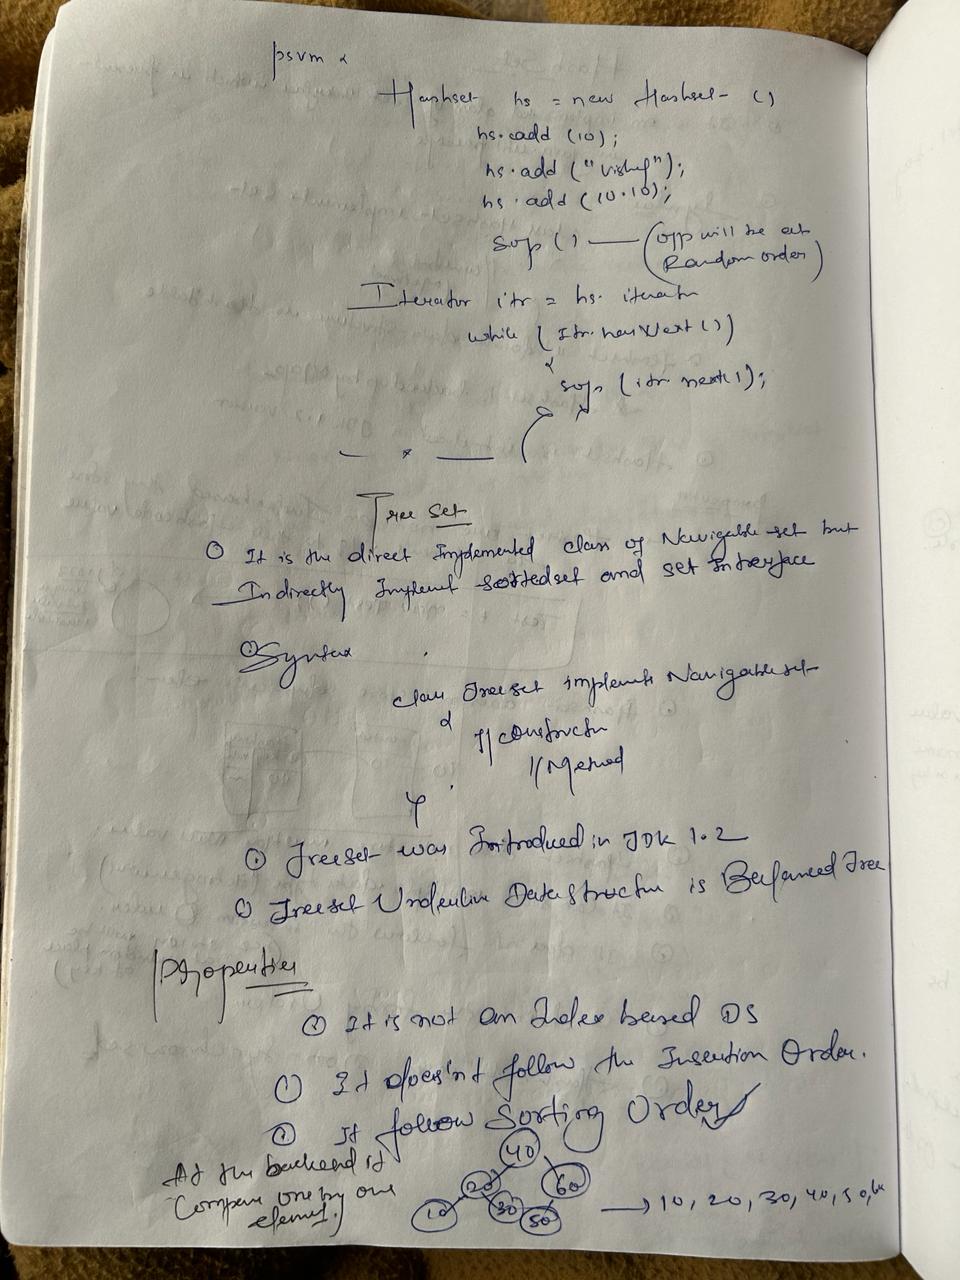 psvm {
Hashset hs = new Hashset ()
hs.add (10);
hs.add ("
hs.add (10.10);
Sop () — (o/p will be at
Random order)
Iterator itr = hs. iterator
while (Itr.hasNext ()
{
sop (itr. next();
}
— x —
Tree Set
It is the direct Implemented class of Navigable set but
Indirectly Implement sortedset and set Interface
Syntax
class Treeset implements Navigableset
{
// constructor
// Method
}
Treeset was Introduced in JDK 1.2
Treeset Underline Data structure is Balanced Tree
Properties
It is not an Index based DS
It does'nt follow the Insertion Order.
It follow Sorting Order
At the backend it
Compare one by one
element.
40
20 60
10 30 50
→ 10, 20, 30, 40, 50, 60